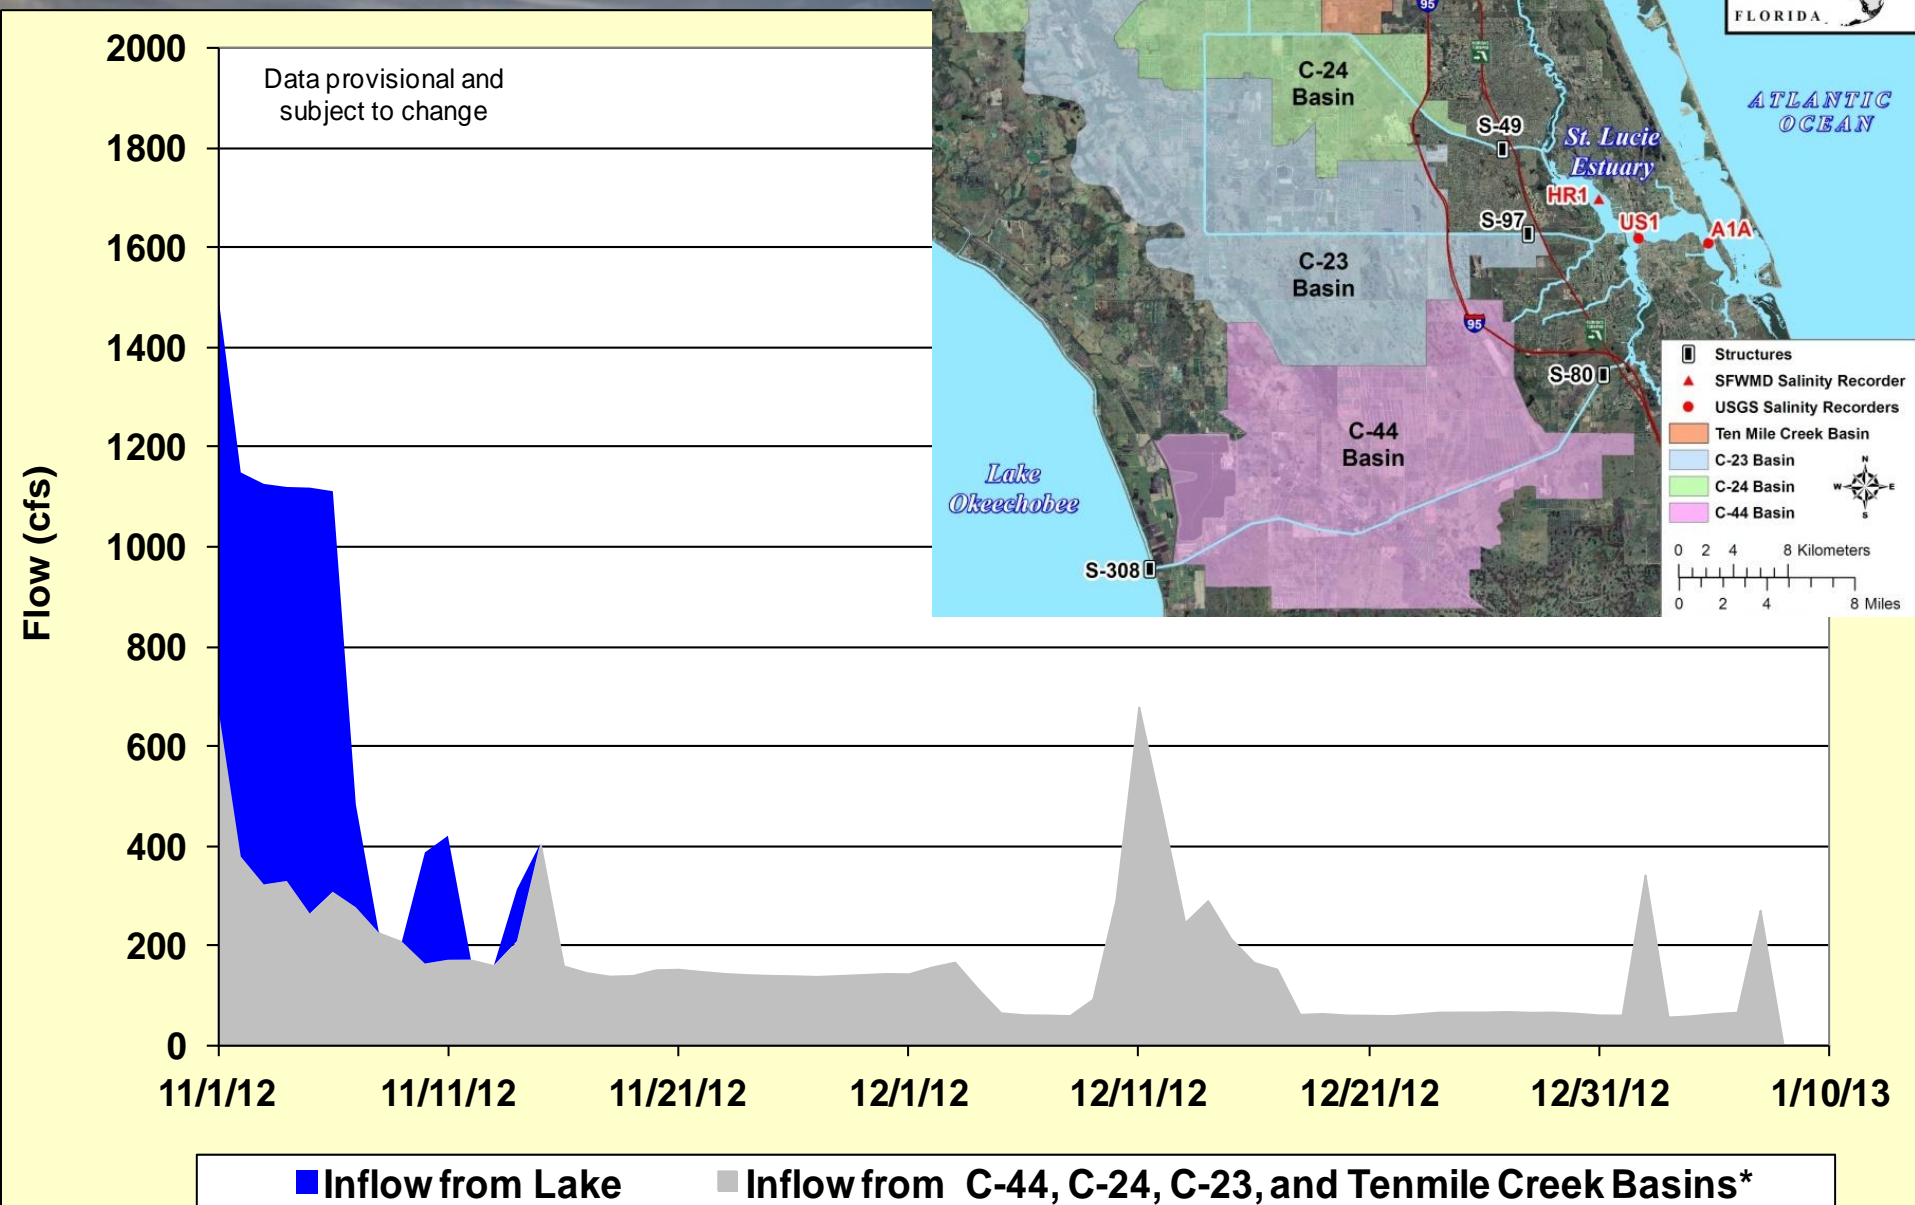 2000
1800
1600
1400
1200
1000
800
600
400
200
0
Flow (cfs)
Data provisional and
subject to change
11/1/12
11/11/12
11/21/12
12/1/12
12/11/12
12/21/12
12/31/12
1/10/13
Inflow from Lake
Inflow from C-44, C-24, C-23, and Tenmile Creek Basins*
95
FLORIDA
C-24
Basin
ATLANTIC
OCEAN
S-49
St. Lucie
Estuary
HR1
US1
A1A
S-97
C-23
Basin
95
S-80
C-44
Basin
Lake
Okeechobee
S-308
Structures
SFWMD Salinity Recorder
USGS Salinity Recorders
Ten Mile Creek Basin
C-23 Basin
C-24 Basin
C-44 Basin
N
W
E
S
0 2 4 8 Kilometers
0 2 4 8 Miles